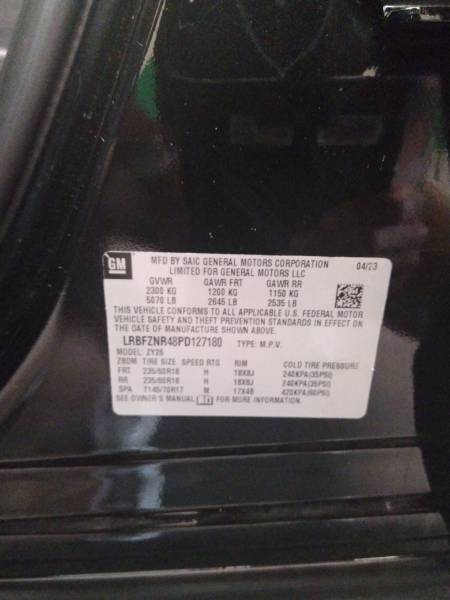 GM
MFD BY SAIC GENERAL MOTORS CORPORATION
LIMITED FOR GENERAL MOTORS LLC
04/23
GVWR GAWR FRT GAWR RR
2300 KG 1200 KG 1150 KG
5070 LB 2645 LB 2535 LB
THIS VEHICLE CONFORMS TO ALL APPLICABLE U.S. FEDERAL MOTOR
VEHICLE SAFETY AND THEFT PREVENTION STANDARDS IN EFFECT ON
THE DATE OF MANUFACTURE SHOWN ABOVE.
LRBFZNR48PD127180 TYPE: M.P.V.
MODEL: ZY26
ZBDM TIRE SIZE SPEED RTG RIM COLD TIRE PRESSURE
FRT 235/60R18 H 18X8J 240KPA(35PSI)
RR 235/60R18 H 18X8J 240KPA(35PSI)
SPA T145/70R17 M 17X4B 420KPA(60PSI)
SEE OWNER'S MANUAL FOR MORE INFORMATION.